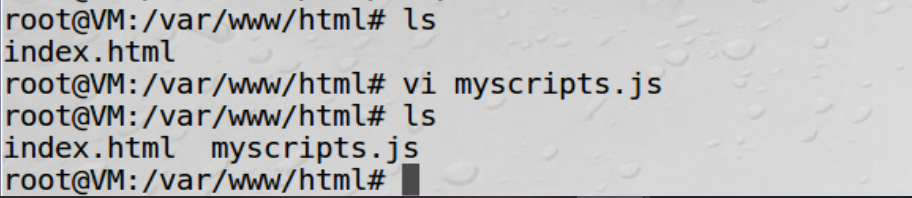 root@VM:/var/www/html# ls
index.html
root@VM:/var/www/html# vi myscripts.js
root@VM:/var/www/html# ls
index.html  myscripts.js
root@VM:/var/www/html#